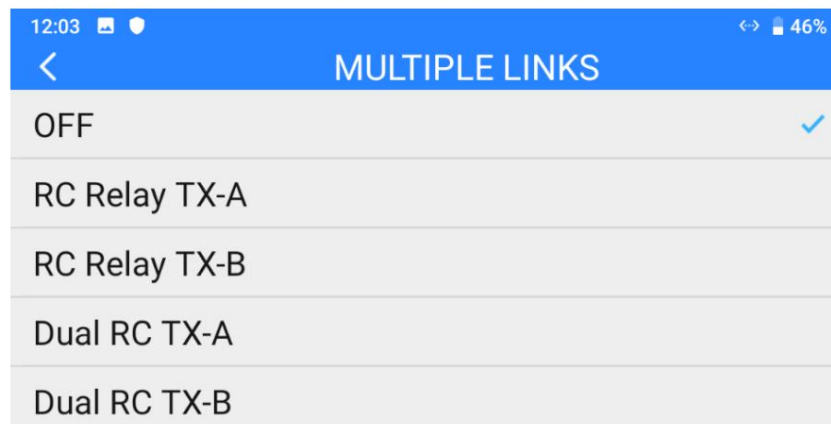 12:03 46%
MULTIPLE LINKS
OFF
RC Relay TX-A
RC Relay TX-B
Dual RC TX-A
Dual RC TX-B